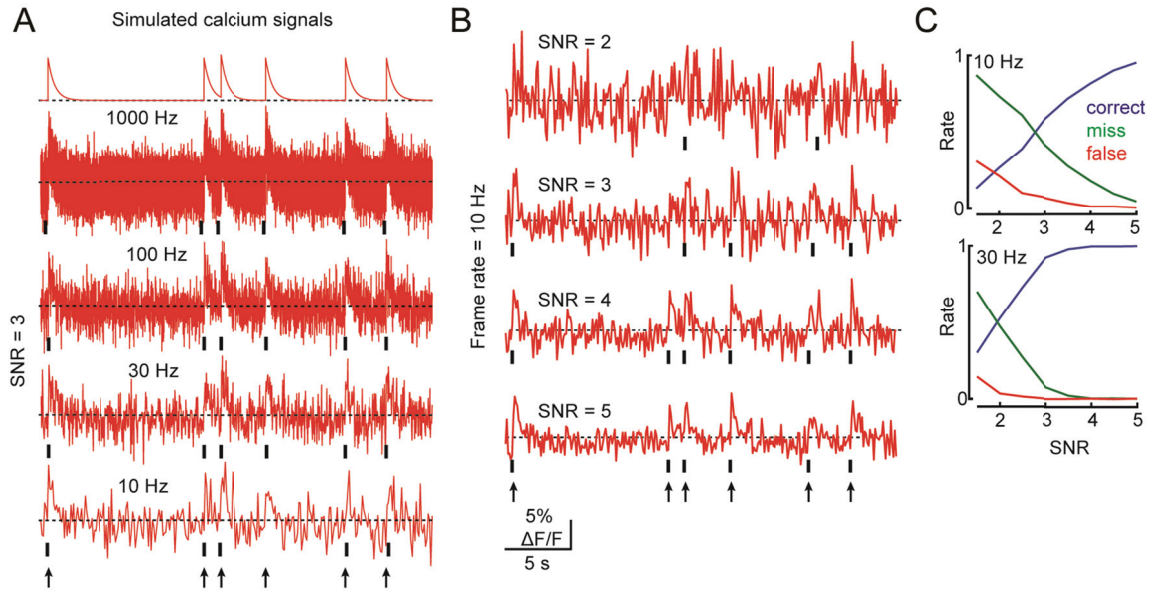 A
Simulated calcium signals
1000 Hz
100 Hz
30 Hz
10 Hz
SNR = 3
B
SNR = 2
SNR = 3
SNR = 4
SNR = 5
Frame rate = 10 Hz
5%
ΔF/F
5 s
C
1
10 Hz
correct
miss
false
Rate
0
2 3 4 5
1
30 Hz
Rate
0
2 3 4 5
SNR